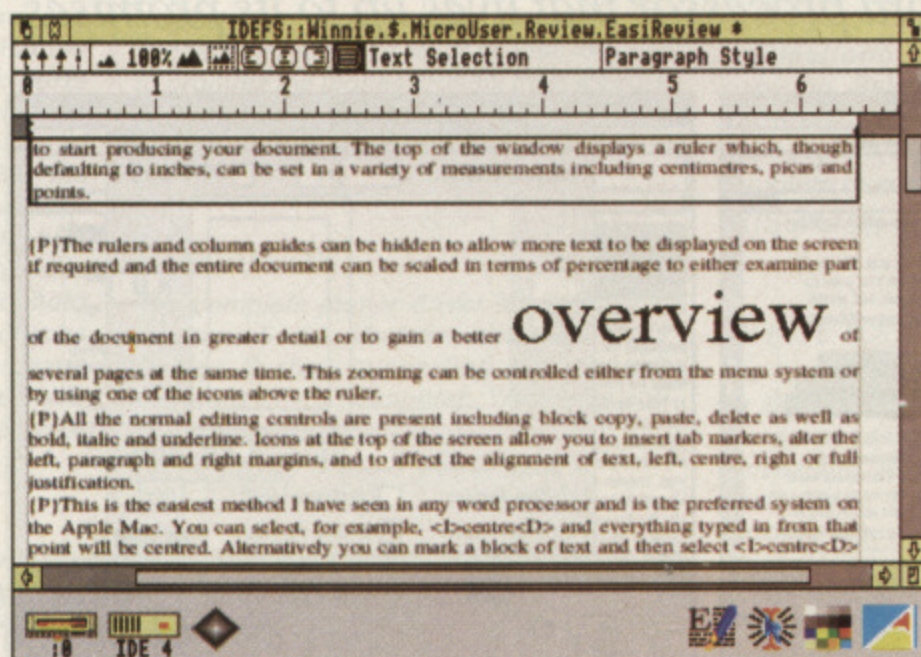 IDEFS::Winnie.$.MicroUser.Review.EasiReview *
100% Text Selection Paragraph Style
0 1 2 3 4 5 6
to start producing your document. The top of the window displays a ruler which, though
defaulting to inches, can be set in a variety of measurements including centimetres, picas and
points.
{P}The rulers and column guides can be hidden to allow more text to be displayed on the screen
if required and the entire document can be scaled in terms of percentage to either examine part
of the document in greater detail or to gain a better overview of
several pages at the same time. This zooming can be controlled either from the menu system or
by using one of the icons above the ruler.
{P}All the normal editing controls are present including block copy, paste, delete as well as
bold, italic and underline. Icons at the top of the screen allow you to insert tab markers, alter the
left, paragraph and right margins, and to affect the alignment of text, left, centre, right or full
justification.
{P}This is the easiest method I have seen in any word processor and is the preferred system on
the Apple Mac. You can select, for example, <I>centre<D> and everything typed in from that
point will be centred. Alternatively you can mark a block of text and then select <I>centre<D>
:0 IDE 4
E